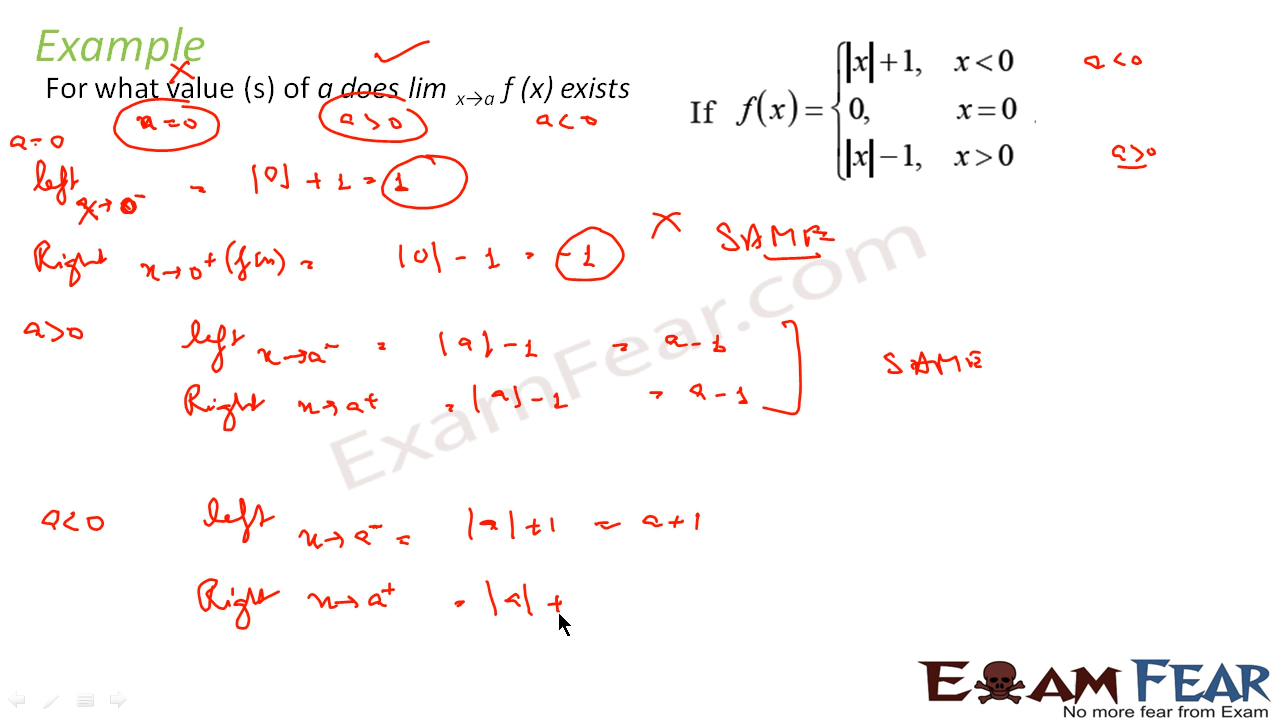 Example
For what value (s) of a does lim x→a f (x) exists
If f(x) = { |x|+1, x<0
0, x=0
|x|−1, x>0
a<0
a>0
a=0 a>0 a<0
a=0
left x→0⁻ = |0| + 1 = 1
Right x→0⁺ (f(x)) = |0| - 1 = -1 X SAME
a>0 left x→a⁻ = |a| - 1 = a - 1
Right x→a⁺ = |a| - 1 = a - 1
SAME
a<0 left x→a⁻ = |a| + 1 = a + 1
Right x→a⁺ = |a| +
ExamFear.com
EXAM FEAR
No more fear from Exam